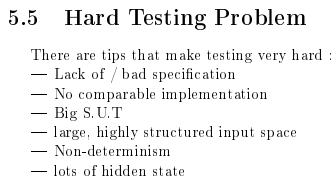 5.5 Hard Testing Problem
There are tips that make testing very hard :
— Lack of / bad specification
— No comparable implementation
— Big S.U.T
— large, highly structured input space
— Non-determinism
— lots of hidden state